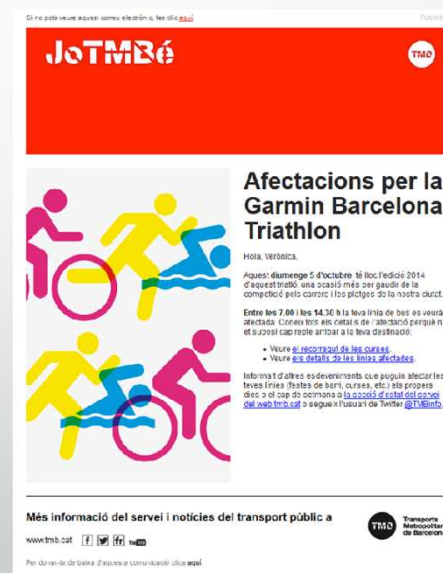 Si no pots veure aquest correu electrònic, fes clic aquí
JoTMBé
TMB
Afectacions per la
Garmin Barcelona
Triathlon
Hola, Verònica,
Aquest diumenge 5 d'octubre té lloc l'edició 2014
d'aquest triatló, una ocasió més per gaudir de la
competició pels carrers i les platges de la nostra ciutat.
Entre les 7.00 i les 14.30 h la teva línia de bus es veurà
afectada. Coneix tots els detalls de l'afectació perquè n
et suposi cap repte arribar a la teva destinació:
Veure el recorregut de les curses.
Veure els detalls de les línies afectades.
Informa't d'altres esdeveniments que puguin afectar les
teves línies (festes de barri, curses, etc.) els propers
dies o el cap de setmana a la secció d'estat del servei
del web tmb.cat o segueix l'usuari de Twitter @TMBinfo.
Més informació del servei i notícies del transport públic a
www.tmb.cat
TMB
Transports
Metropolitan
de Barcelona
Per donar-te de baixa d'aquesta comunicació clica aquí.